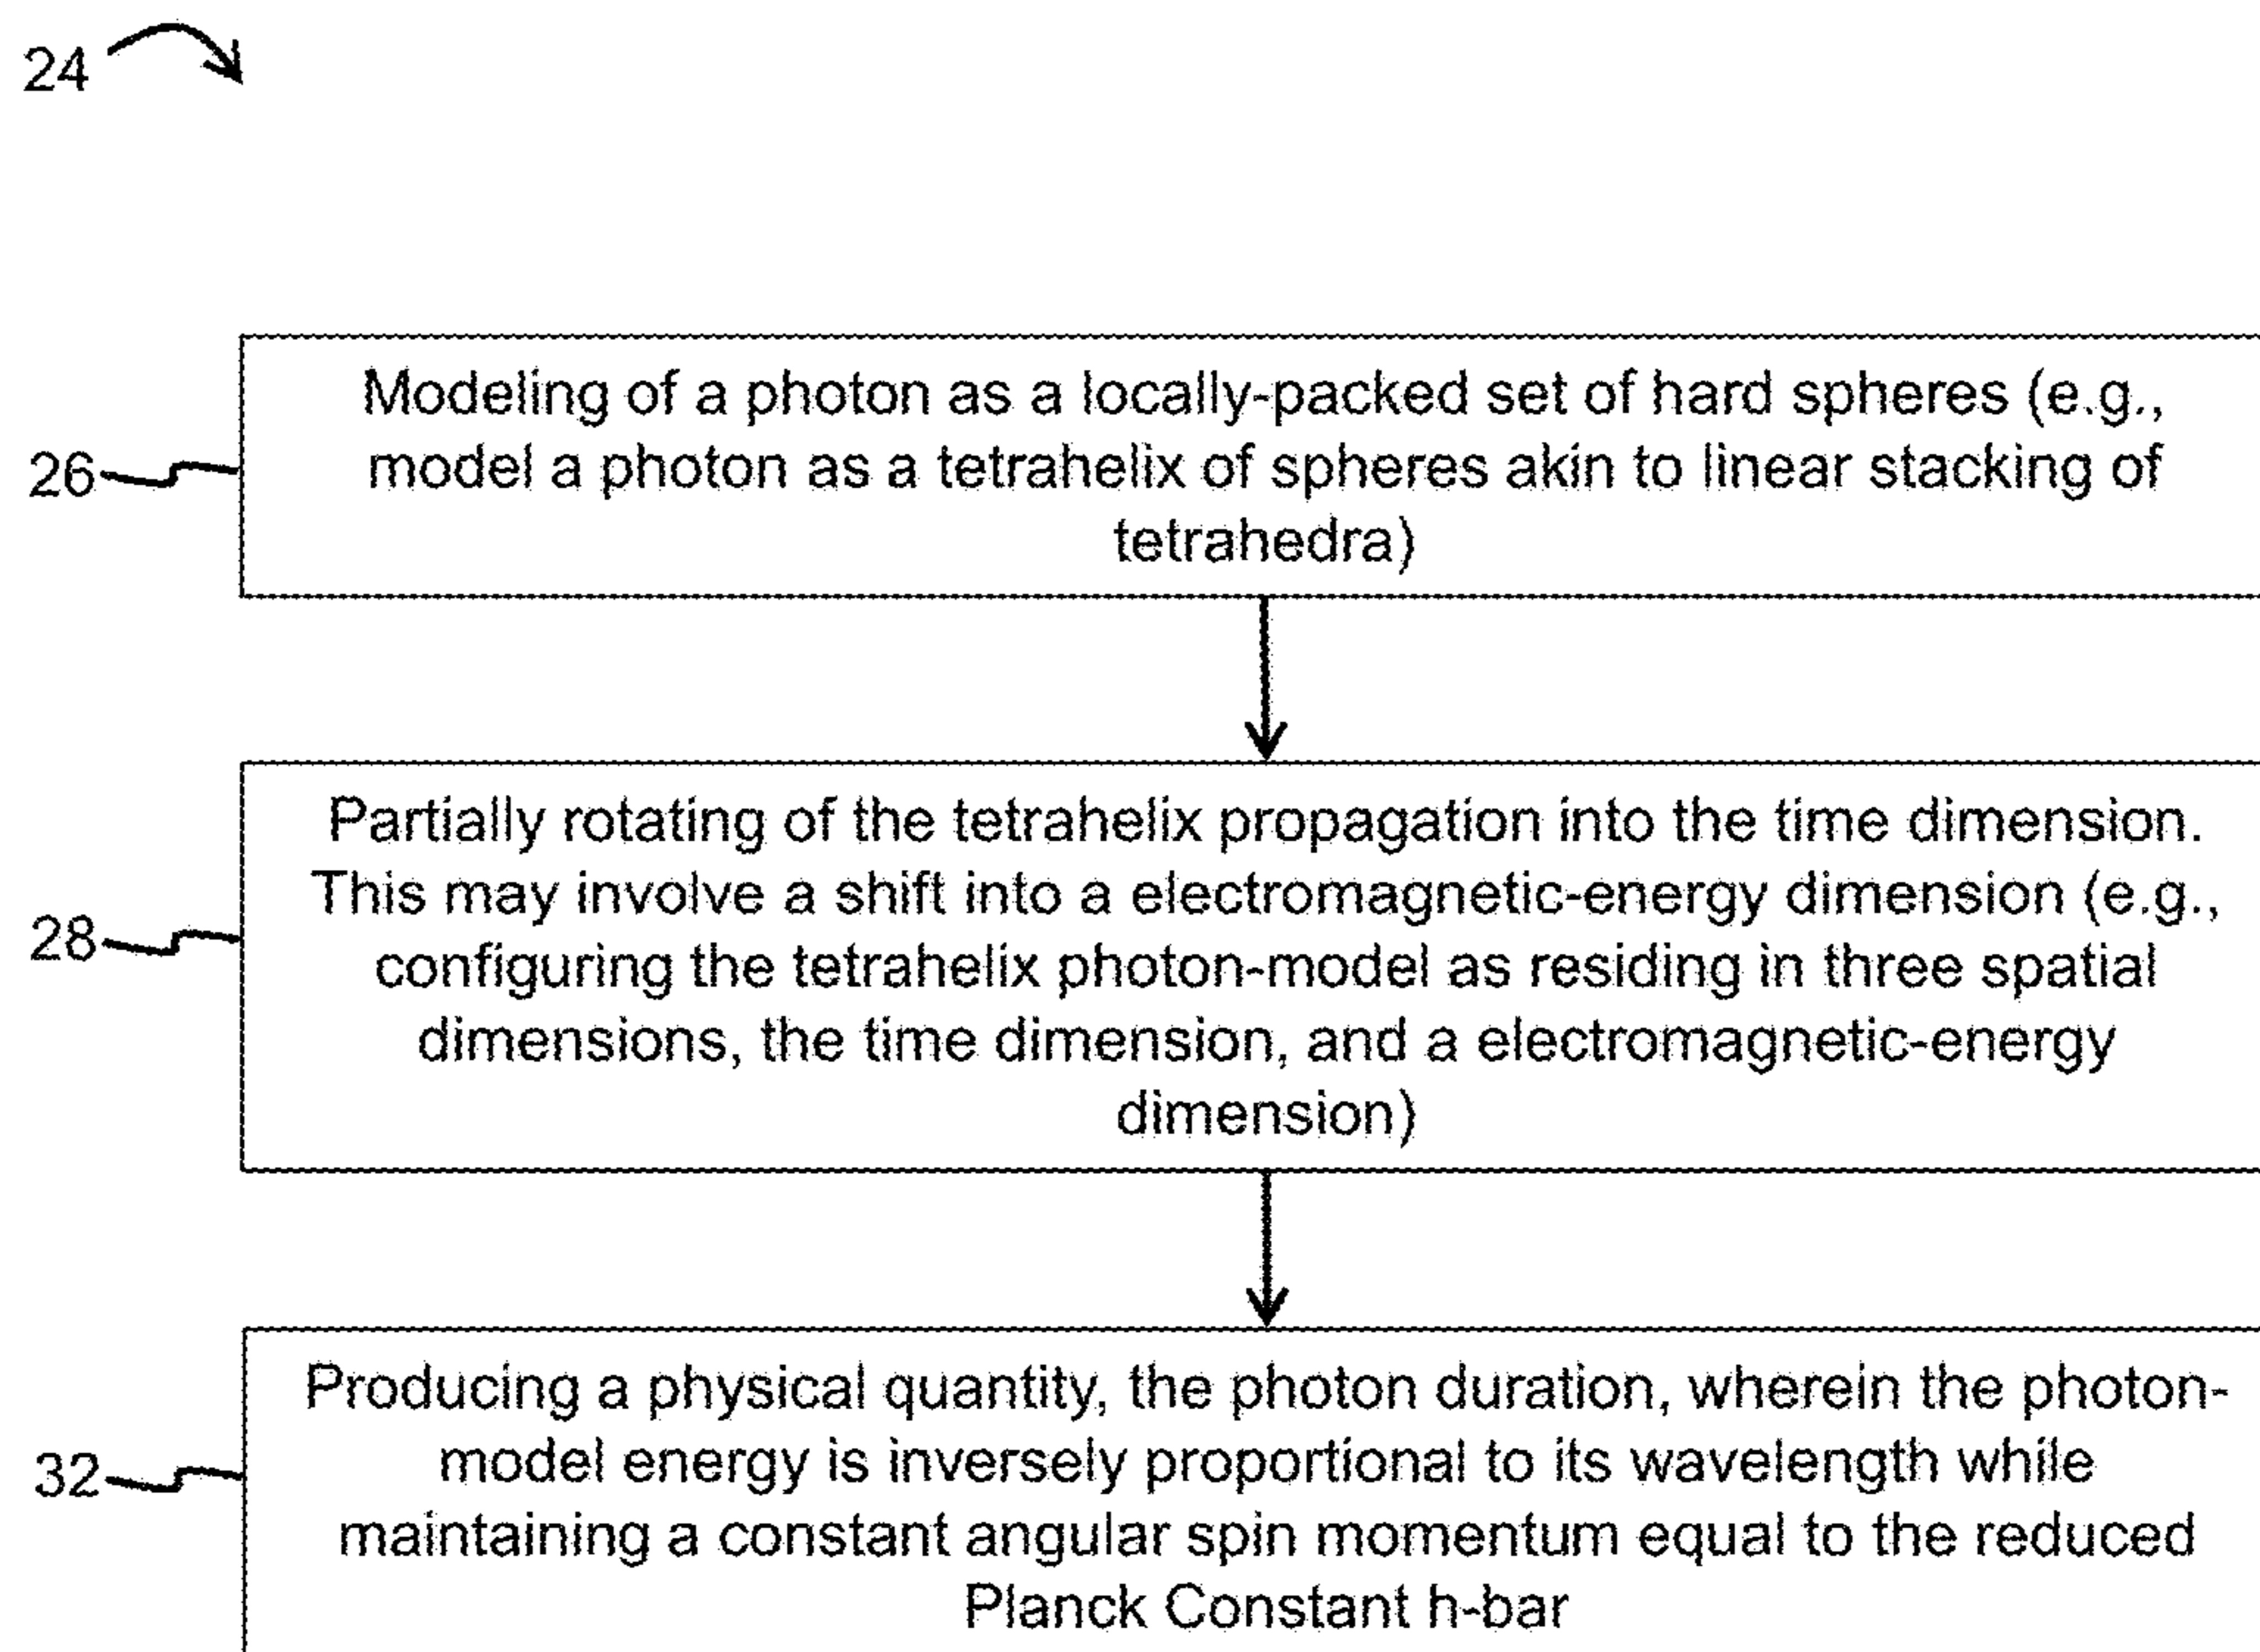 24
Modeling of a photon as a locally-packed set of hard spheres (e.g.,
model a photon as a tetrahelix of spheres akin to linear stacking of
tetrahedra)
26
Partially rotating of the tetrahelix propagation into the time dimension.
This may involve a shift into a electromagnetic-energy dimension (e.g.,
configuring the tetrahelix photon-model as residing in three spatial
dimensions, the time dimension, and a electromagnetic-energy
dimension)
28
Producing a physical quantity, the photon duration, wherein the photon-
model energy is inversely proportional to its wavelength while
maintaining a constant angular spin momentum equal to the reduced
Planck Constant h-bar
32